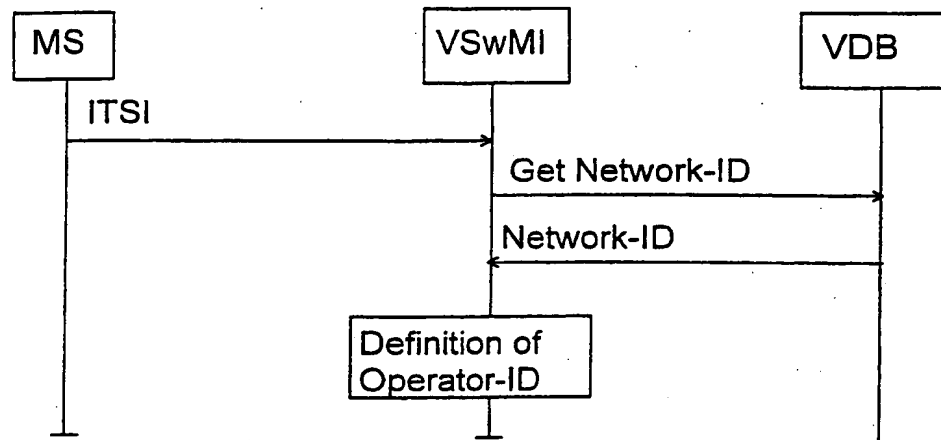 MS
VSwMI
VDB
ITSI
Get Network-ID
Network-ID
Definition of
Operator-ID